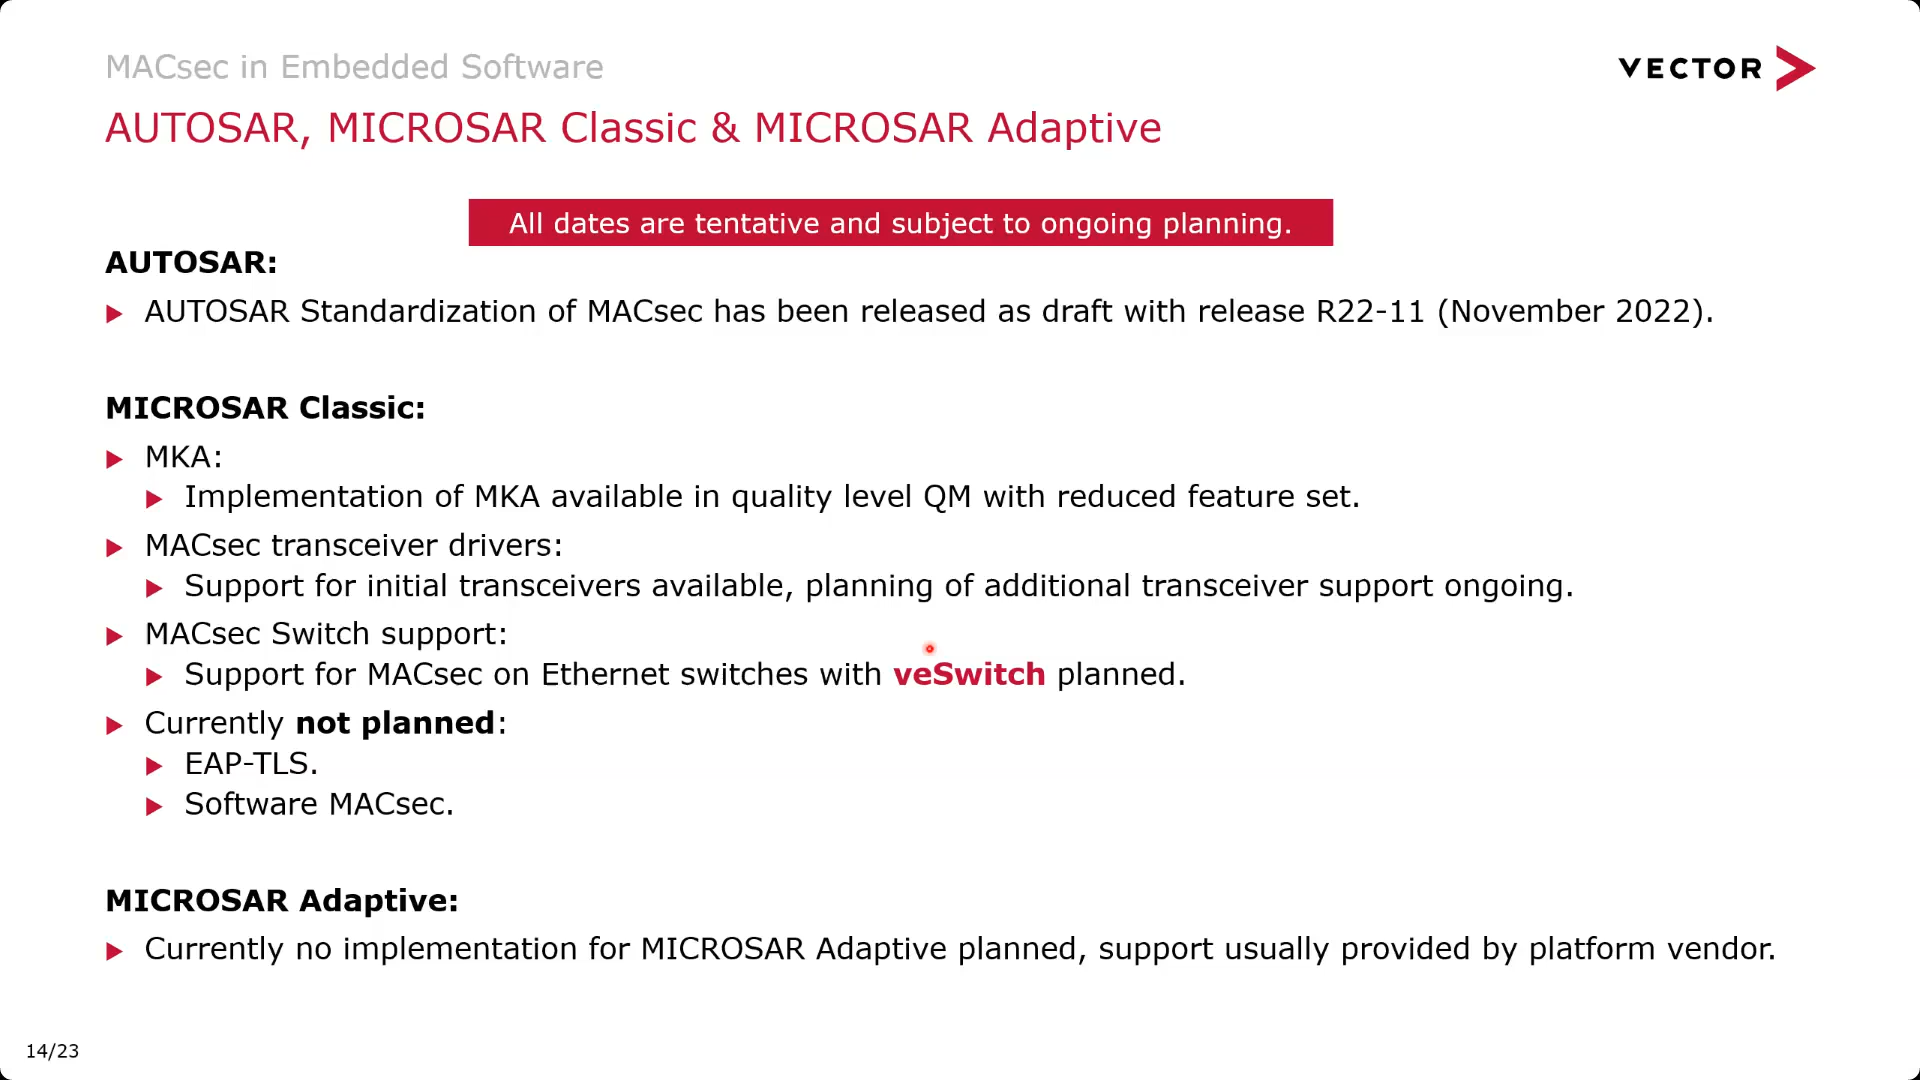 MACsec in Embedded Software
VECTOR
AUTOSAR, MICROSAR Classic & MICROSAR Adaptive
All dates are tentative and subject to ongoing planning.
AUTOSAR:
AUTOSAR Standardization of MACsec has been released as draft with release R22-11 (November 2022).
MICROSAR Classic:
MKA:
Implementation of MKA available in quality level QM with reduced feature set.
MACsec transceiver drivers:
Support for initial transceivers available, planning of additional transceiver support ongoing.
MACsec Switch support:
Support for MACsec on Ethernet switches with veSwitch planned.
Currently not planned:
EAP-TLS.
Software MACsec.
MICROSAR Adaptive:
Currently no implementation for MICROSAR Adaptive planned, support usually provided by platform vendor.
14/23